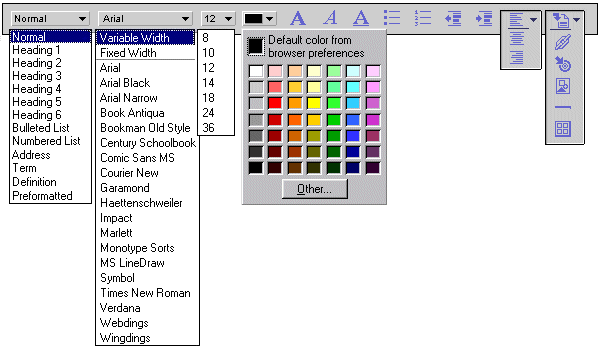 Normal
Arial
12
A
A
A
Normal
Heading 1
Heading 2
Heading 3
Heading 4
Heading 5
Heading 6
Bulleted List
Numbered List
Address
Term
Definition
Preformatted
Variable Width
Fixed Width
Arial
Arial Black
Arial Narrow
Book Antiqua
Bookman Old Style
Century Schoolbook
Comic Sans MS
Courier New
Garamond
Haettenschweiler
Impact
Marlett
Monotype Sorts
MS LineDraw
Symbol
Times New Roman
Verdana
Webdings
Wingdings
8
10
12
14
18
24
36
Default color from
browser preferences
Other...